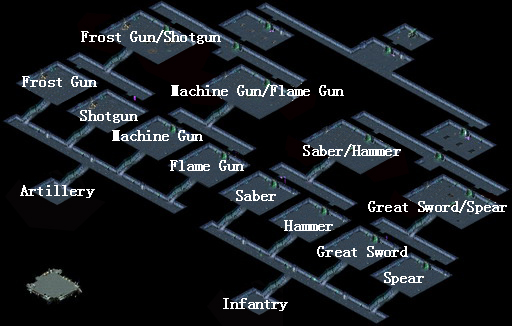 Frost Gun/Shotgun
Frost Gun
Machine Gun/Flame Gun
Shotgun
Machine Gun
Saber/Hammer
Flame Gun
Artillery
Saber
Great Sword/Spear
Hammer
Great Sword
Spear
Infantry